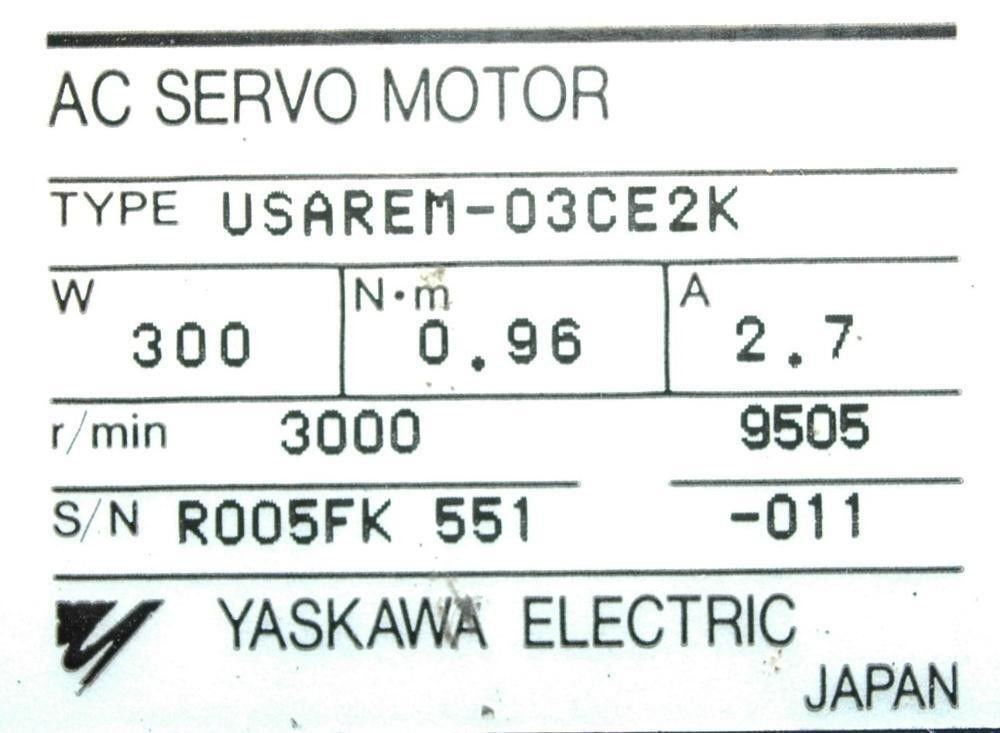 AC SERVO MOTOR
TYPE USAREM-03CE2K
W N·m A
300 0.96 2.7
r/min 3000 9505
S/N R005FK 551 -011
YASKAWA ELECTRIC
JAPAN